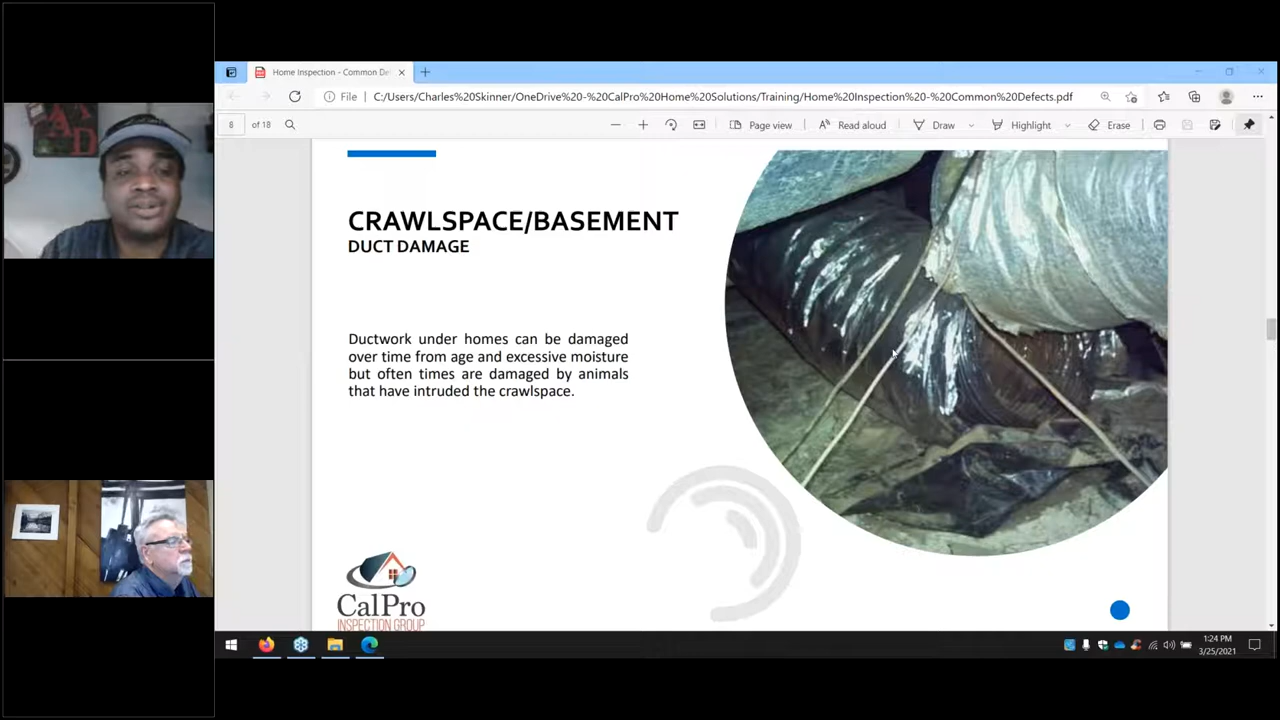 Home Inspection - Common De
File
C:/Users/Charles%20Skinner/OneDrive%20-%20CalPro%20Home%20Solutions/Training/Home%20Inspection%20-%20Common%20Defects.pdf
8 of 18
Page view
Read aloud
Draw
Highlight
Erase
CRAWLSPACE/BASEMENT
DUCT DAMAGE
Ductwork under homes can be damaged
over time from age and excessive moisture
but often times are damaged by animals
that have intruded the crawlspace.
CalPro
INSPECTION GROUP
1:24 PM
3/25/2021